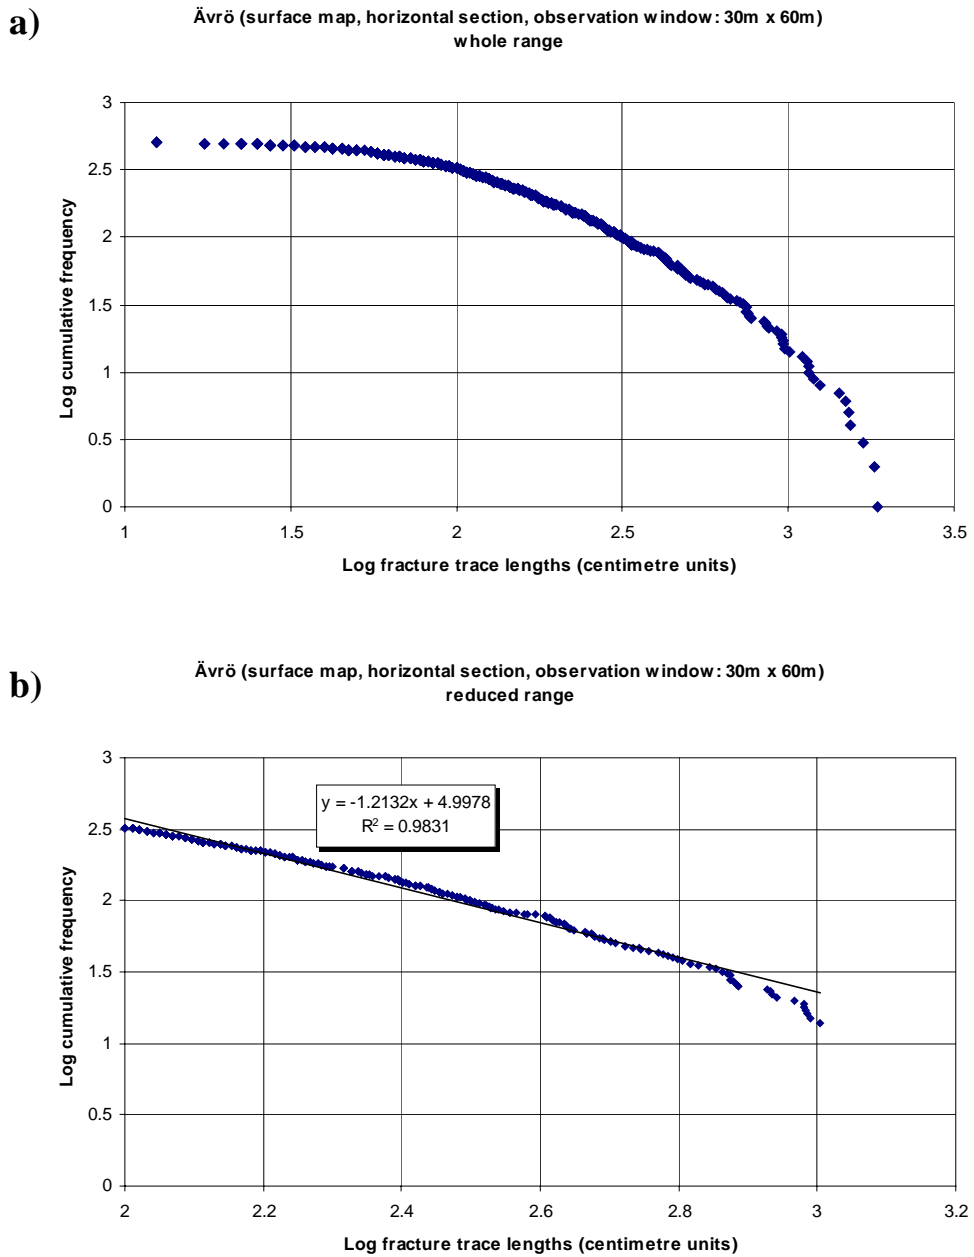 a)
Ävrö (surface map, horizontal section, observation window: 30m x 60m)
whole range
3
2.5
2
1.5
1
0.5
0
Log cumulative frequency
1
1.5
2
2.5
3
3.5
Log fracture trace lengths (centimetre units)
b)
Ävrö (surface map, horizontal section, observation window: 30m x 60m)
reduced range
y = -1.2132x + 4.9978
R² = 0.9831
3
2.5
2
1.5
1
0.5
0
Log cumulative frequency
2
2.2
2.4
2.6
2.8
3
3.2
Log fracture trace lengths (centimetre units)